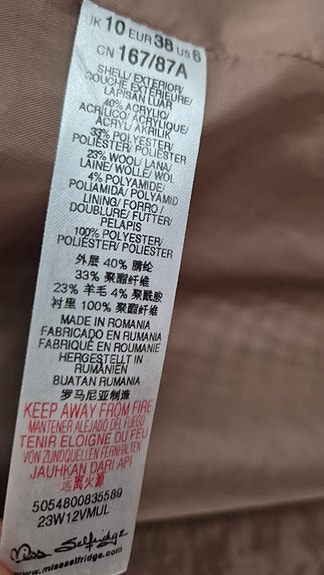 UK 10 EUR 38 US 6
CN 167/87A
SHELL/ EXTERIOR/
COUCHE EXTÉRIEURE/
LAPISAN LUAR
40% ACRYLIC/
ACRÍLICO/ ACRYLIQUE/
ACRYL/ AKRILIK
33% POLYESTER/
POLIÉSTER/ POLIESTER
23% WOOL/ LANA/
LAINE/ WOLLE/ WOL
4% POLYAMIDE/
POLIAMIDA/ POLYAMID
LINING/ FORRO/
DOUBLURE/ FUTTER/
PELAPIS
100% POLYESTER/
POLIÉSTER/ POLIESTER
外层 40% 腈纶
33% 聚酯纤维
23% 羊毛 4% 聚酰胺
衬里 100% 聚酯纤维
MADE IN ROMANIA
FABRICADO EN RUMANIA
FABRIQUÉ EN ROUMANIE
HERGESTELLT IN
RUMÄNIEN
BUATAN RUMANIA
罗马尼亚制造
KEEP AWAY FROM FIRE
MANTENER ALEJADO DEL FUEGO
TENIR ELOIGNE DU FEU
VON ZUNDQUELLEN FERNHALTEN
JAUHKAN DARI API
远离火源
5054800835589
23W12VMUL
Miss Selfridge
www.missselfridge.com